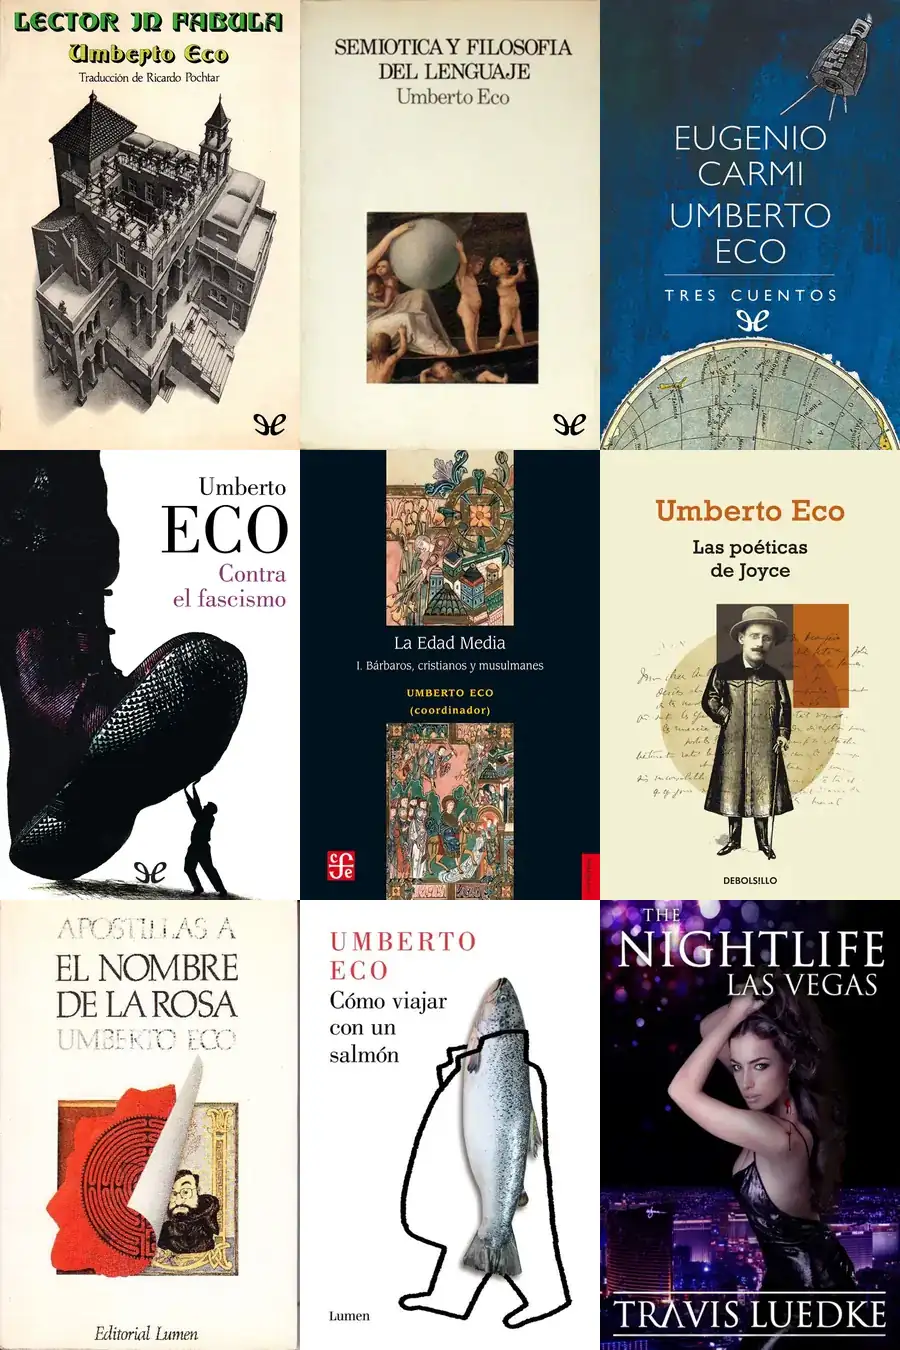 LECTOR IN FABULA
Umberto Eco
Traducción de Ricardo Pochtar
SEMIOTICA Y FILOSOFIA
DEL LENGUAJE
Umberto Eco
EUGENIO
CARMI
UMBERTO
ECO
TRES CUENTOS
Umberto
ECO
Contra
el fascismo
La Edad Media
I. Bárbaros, cristianos y musulmanes
UMBERTO ECO
(coordinador)
cfe
Umberto Eco
Las poéticas
de Joyce
DEBOLS!LLO
APOSTILLAS A
EL NOMBRE
DE LA ROSA
UMBERTO ECO
Editorial Lumen
UMBERTO
ECO
Cómo viajar
con un
salmón
Lumen
THE
NIGHTLIFE
LAS VEGAS
TRAVIS LUEDKE